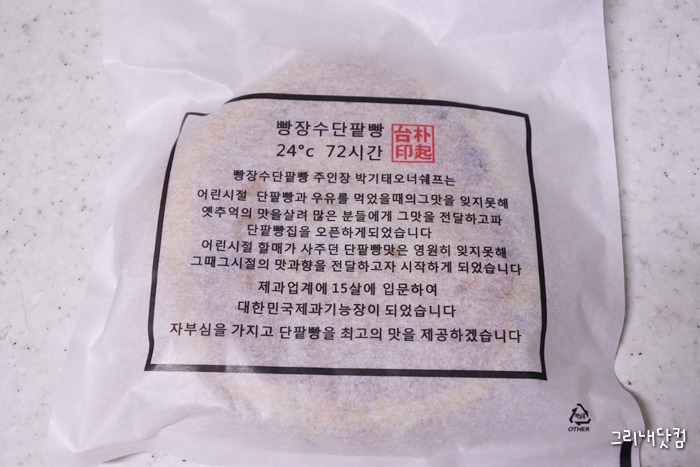 빵장수단팥빵
24°c 72시간
朴起台印
빵장수단팥빵 주인장 박기태오너쉐프는
어린시절 단팥빵과 우유를 먹었을때의그맛을 잊지못해
옛추억의 맛을살려 많은 분들에게 그맛을 전달하고파
단팥빵집을 오픈하게되었습니다
어린시절 할매가 사주던 단팥빵맛은 영원히 잊지못해
그때그시절의 맛과향을 전달하고자 시작하게 되었습니다
제과업계에 15살에 입문하여
대한민국제과기능장이 되었습니다
자부심을 가지고 단팥빵을 최고의 맛을 제공하겠습니다
OTHER
그리내닷컴